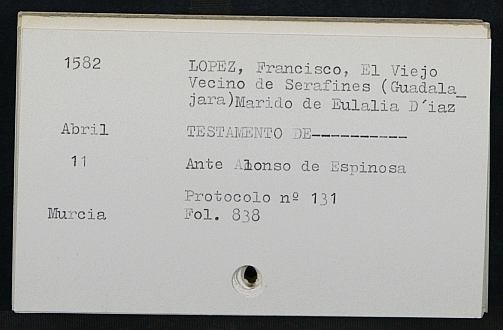 1582 LOPEZ, Francisco, El Viejo
Vecino de Serafines (Guadala_
jara)Marido de Eulalia D´iaz
Abril TESTAMENTO DE----------
11 Ante Alonso de Espinosa
Protocolo nº 131
Murcia Fol. 838